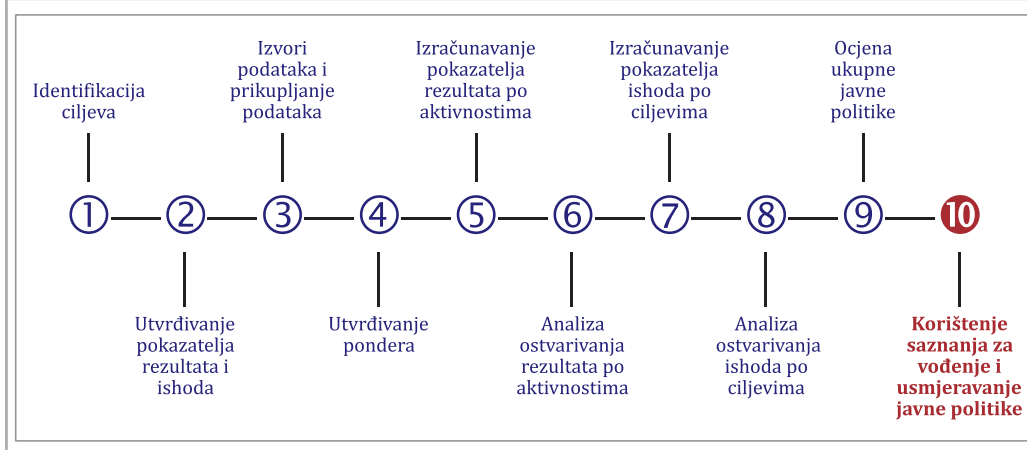 Identifikacija
ciljeva
Izvori
podataka i
prikupljanje
podataka
Izračunavanje
pokazatelja
rezultata po
aktivnostima
Izračunavanje
pokazatelja
ishoda po
ciljevima
Ocjena
ukupne
javne
politike
1 2 3 4 5 6 7 8 9 10
Utvrđivanje
pokazatelja
rezultata i
ishoda
Utvrđivanje
pondera
Analiza
ostvarivanja
rezultata po
aktivnostima
Analiza
ostvarivanja
ishoda po
ciljevima
Korištenje
saznanja za
vođenje i
usmjeravanje
javne politike